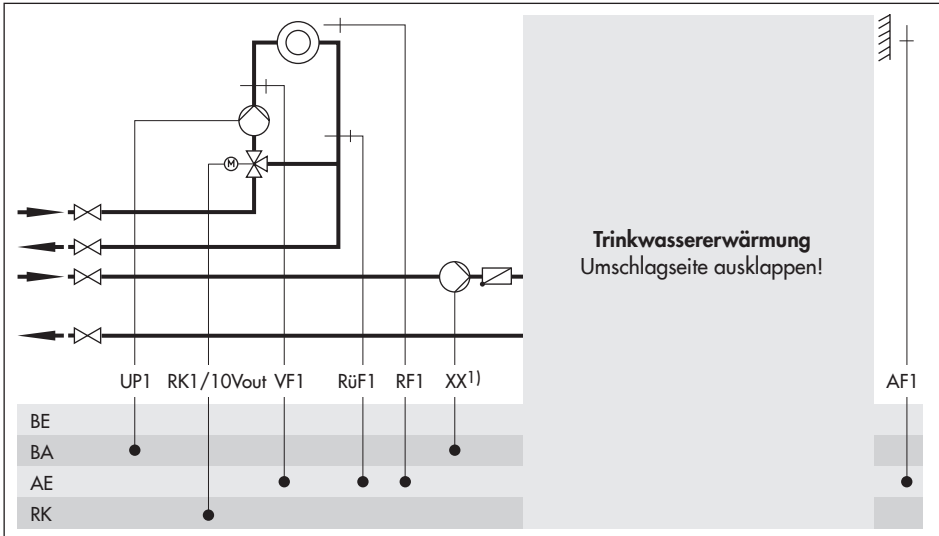 M
Trinkwassererwärmung
Umschlagseite ausklappen!
UP1 RK1/10Vout VF1 RüF1 RF1 XX1) AF1
BE
BA
AE
RK